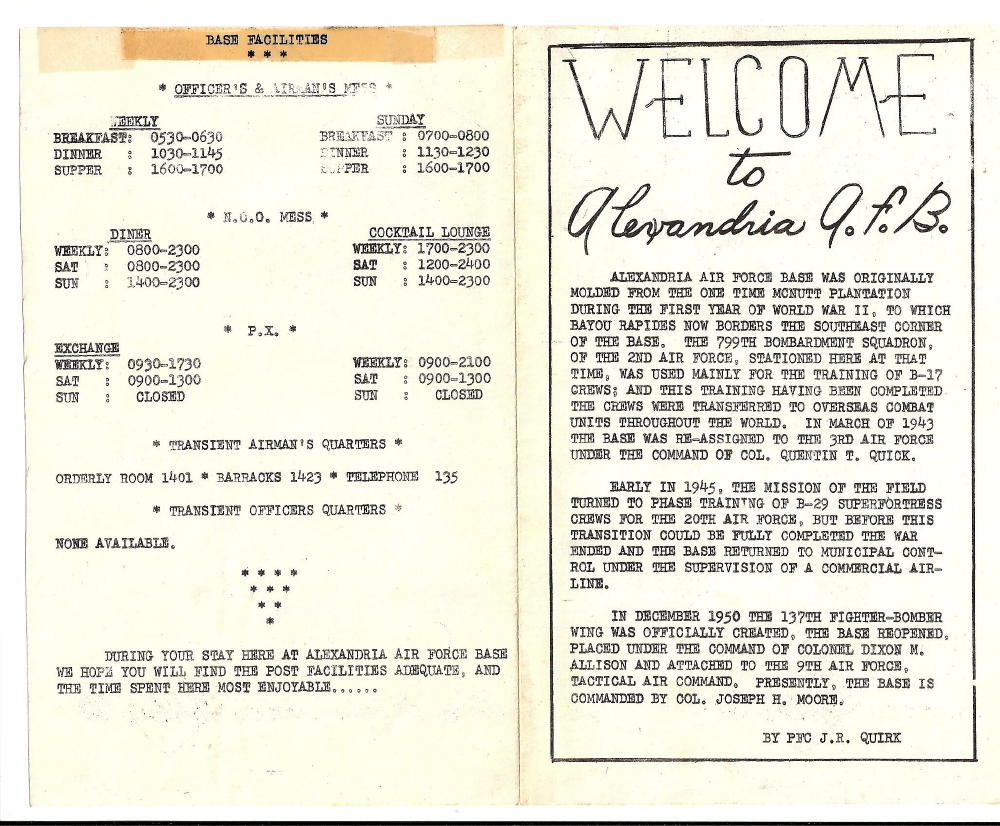 BASE FACILITIES
* * *
* OFFICER'S & AIRMAN'S MESS *
WEEKLY
BREAKFAST: 0530-0630
DINNER : 1030-1145
SUPPER : 1600-1700
SUNDAY
BREAKFAST : 0700-0800
DINNER : 1130-1230
SUPPER : 1600-1700
* N.C.O. MESS *
DINER
WEEKLY: 0800-2300
SAT : 0800-2300
SUN : 1400-2300
COCKTAIL LOUNGE
WEEKLY: 1700-2300
SAT : 1200-2400
SUN : 1400-2300
* P.X. *
EXCHANGE
WEEKLY: 0930-1730
SAT : 0900-1300
SUN : CLOSED
WEEKLY: 0900-2100
SAT : 0900-1300
SUN : CLOSED
* TRANSIENT AIRMAN'S QUARTERS *
ORDERLY ROOM 1401 * BARRACKS 1423 * TELEPHONE 135
* TRANSIENT OFFICERS QUARTERS *
NONE AVAILABLE.
* * * *
* * *
* *
*
DURING YOUR STAY HERE AT ALEXANDRIA AIR FORCE BASE
WE HOPE YOU WILL FIND THE POST FACILITIES ADEQUATE, AND
THE TIME SPENT HERE MOST ENJOYABLE......
WELCOME
to
Alexandria A.F.B.
ALEXANDRIA AIR FORCE BASE WAS ORIGINALLY
MOLDED FROM THE ONE TIME MCNUTT PLANTATION
DURING THE FIRST YEAR OF WORLD WAR II, TO WHICH
BAYOU RAPIDES NOW BORDERS THE SOUTHEAST CORNER
OF THE BASE. THE 799TH BOMBARDMENT SQUADRON,
OF THE 2ND AIR FORCE, STATIONED HERE AT THAT
TIME, WAS USED MAINLY FOR THE TRAINING OF B-17
CREWS; AND THIS TRAINING HAVING BEEN COMPLETED
THE CREWS WERE TRANSFERRED TO OVERSEAS COMBAT
UNITS THROUGHOUT THE WORLD. IN MARCH OF 1943
THE BASE WAS RE-ASSIGNED TO THE 3RD AIR FORCE
UNDER THE COMMAND OF COL. QUENTIN T. QUICK.
EARLY IN 1945, THE MISSION OF THE FIELD
TURNED TO PHASE TRAINING OF B-29 SUPERFORTRESS
CREWS FOR THE 20TH AIR FORCE, BUT BEFORE THIS
TRANSITION COULD BE FULLY COMPLETED THE WAR
ENDED AND THE BASE RETURNED TO MUNICIPAL CONT-
ROL UNDER THE SUPERVISION OF A COMMERCIAL AIR-
LINE.
IN DECEMBER 1950 THE 137TH FIGHTER-BOMBER
WING WAS OFFICIALLY CREATED, THE BASE REOPENED,
PLACED UNDER THE COMMAND OF COLONEL DIXON M.
ALLISON AND ATTACHED TO THE 9TH AIR FORCE,
TACTICAL AIR COMMAND. PRESENTLY, THE BASE IS
COMMANDED BY COL. JOSEPH H. MOORE.
BY PFC J.R. QUIRK